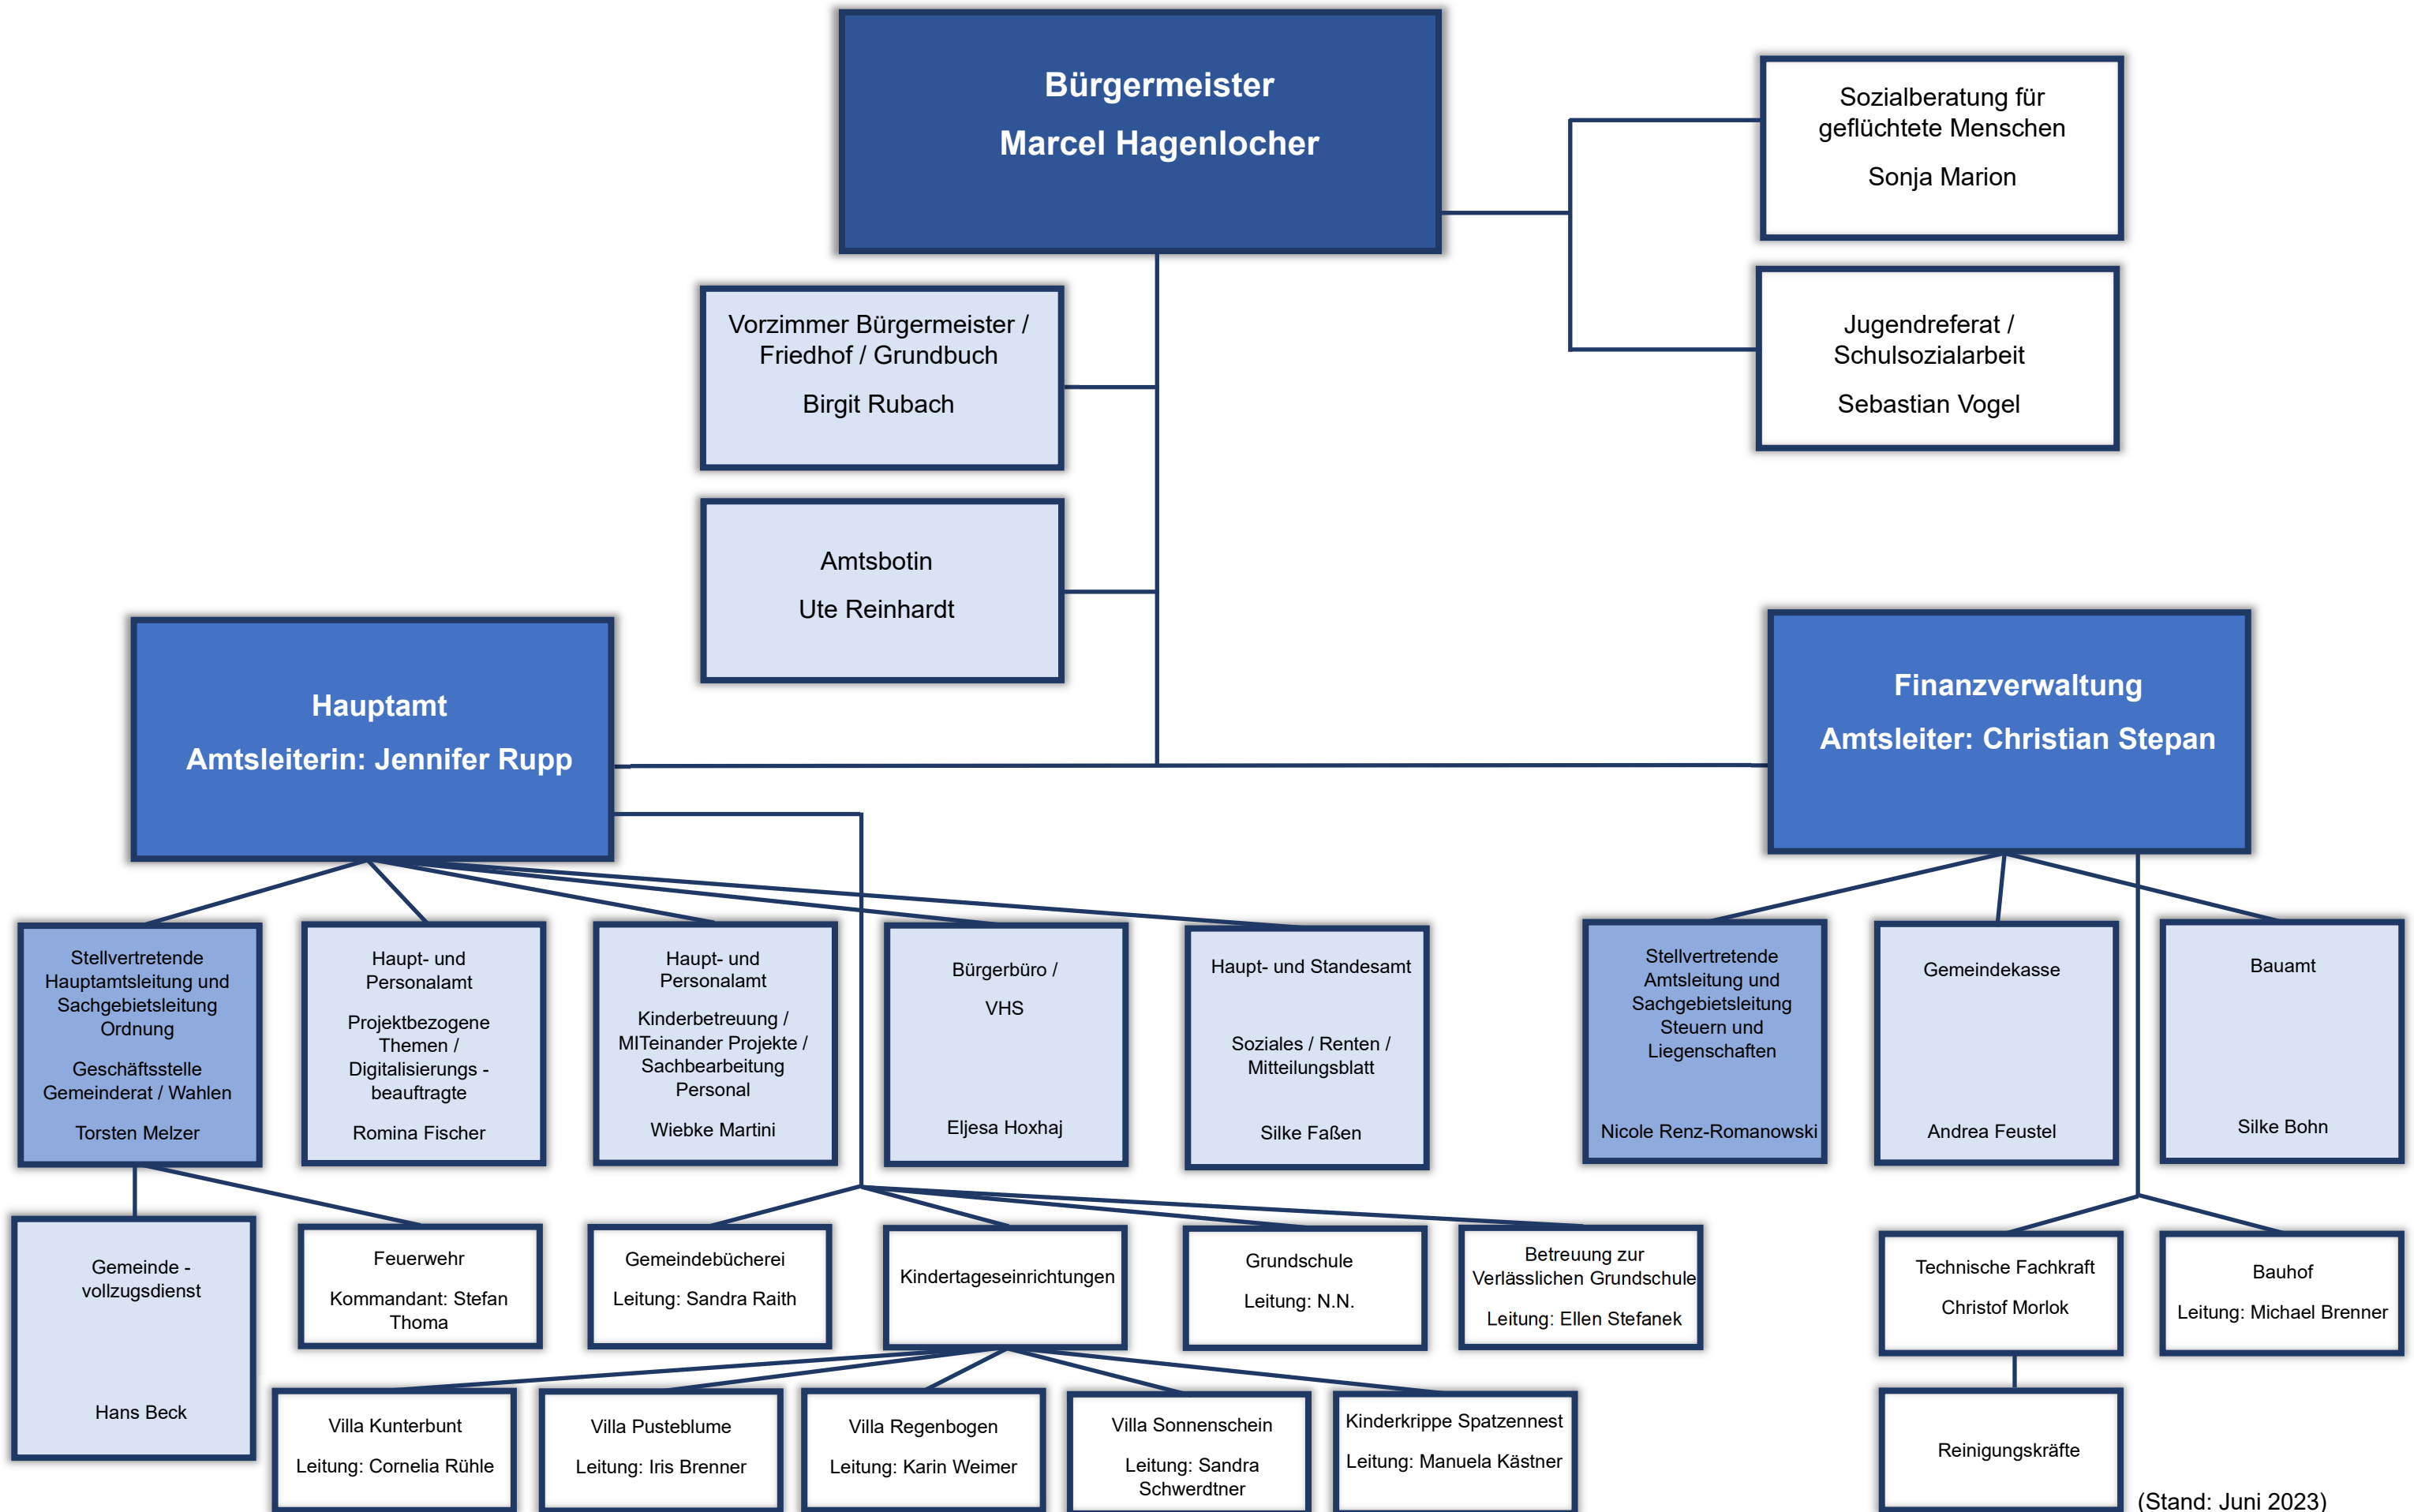 Bürgermeister
Marcel Hagenlocher
Sozialberatung für
geflüchtete Menschen
Sonja Marion
Jugendreferat /
Schulsozialarbeit
Sebastian Vogel
Vorzimmer Bürgermeister /
Friedhof / Grundbuch
Birgit Rubach
Amtsbotin
Ute Reinhardt
Hauptamt
Amtsleiterin: Jennifer Rupp
Finanzverwaltung
Amtsleiter: Christian Stepan
Stellvertretende
Hauptamtsleitung und
Sachgebietsleitung
Ordnung
Geschäftsstelle
Gemeinderat / Wahlen
Torsten Melzer
Haupt- und
Personalamt
Projektbezogene
Themen /
Digitalisierungs -
beauftragte
Romina Fischer
Haupt- und
Personalamt
Kinderbetreuung /
MITeinander Projekte /
Sachbearbeitung
Personal
Wiebke Martini
Bürgerbüro /
VHS
Eljesa Hoxhaj
Haupt- und Standesamt
Soziales / Renten /
Mitteilungsblatt
Silke Faßen
Stellvertretende
Amtsleitung und
Sachgebietsleitung
Steuern und
Liegenschaften
Nicole Renz-Romanowski
Gemeindekasse
Andrea Feustel
Bauamt
Silke Bohn
Gemeinde -
vollzugsdienst
Hans Beck
Feuerwehr
Kommandant: Stefan
Thoma
Gemeindebücherei
Leitung: Sandra Raith
Kindertageseinrichtungen
Grundschule
Leitung: N.N.
Betreuung zur
Verlässlichen Grundschule
Leitung: Ellen Stefanek
Technische Fachkraft
Christof Morlok
Bauhof
Leitung: Michael Brenner
Villa Kunterbunt
Leitung: Cornelia Rühle
Villa Pusteblume
Leitung: Iris Brenner
Villa Regenbogen
Leitung: Karin Weimer
Villa Sonnenschein
Leitung: Sandra
Schwerdtner
Kinderkrippe Spatzennest
Leitung: Manuela Kästner
Reinigungskräfte
(Stand: Juni 2023)